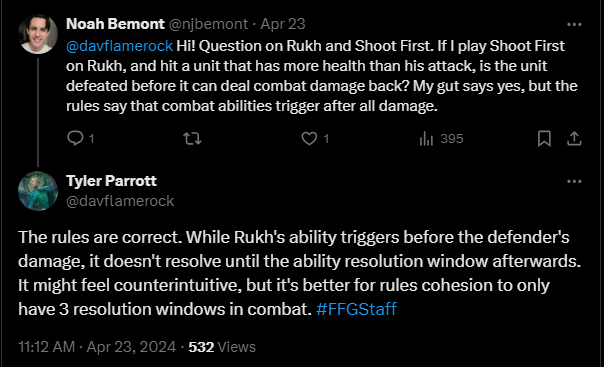 Noah Bemont @njbemont · Apr 23
@davflamerock Hi! Question on Rukh and Shoot First. If I play Shoot First
on Rukh, and hit a unit that has more health than his attack, is the unit
defeated before it can deal combat damage back? My gut says yes, but the
rules say that combat abilities trigger after all damage.
1 1 395
Tyler Parrott
@davflamerock
The rules are correct. While Rukh's ability triggers before the defender's
damage, it doesn't resolve until the ability resolution window afterwards.
It might feel counterintuitive, but it's better for rules cohesion to only
have 3 resolution windows in combat. #FFGStaff
11:12 AM · Apr 23, 2024 · 532 Views